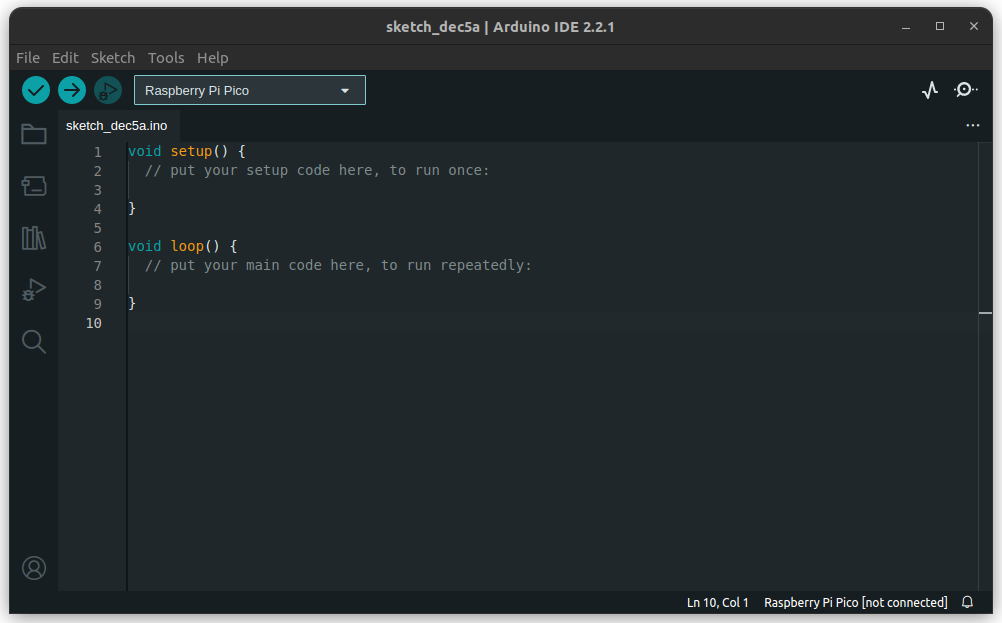 sketch_dec5a | Arduino IDE 2.2.1
File Edit Sketch Tools Help
Raspberry Pi Pico
sketch_dec5a.ino
1 void setup() {
2 // put your setup code here, to run once:
3
4 }
5
6 void loop() {
7 // put your main code here, to run repeatedly:
8
9 }
10
Ln 10, Col 1 Raspberry Pi Pico [not connected]